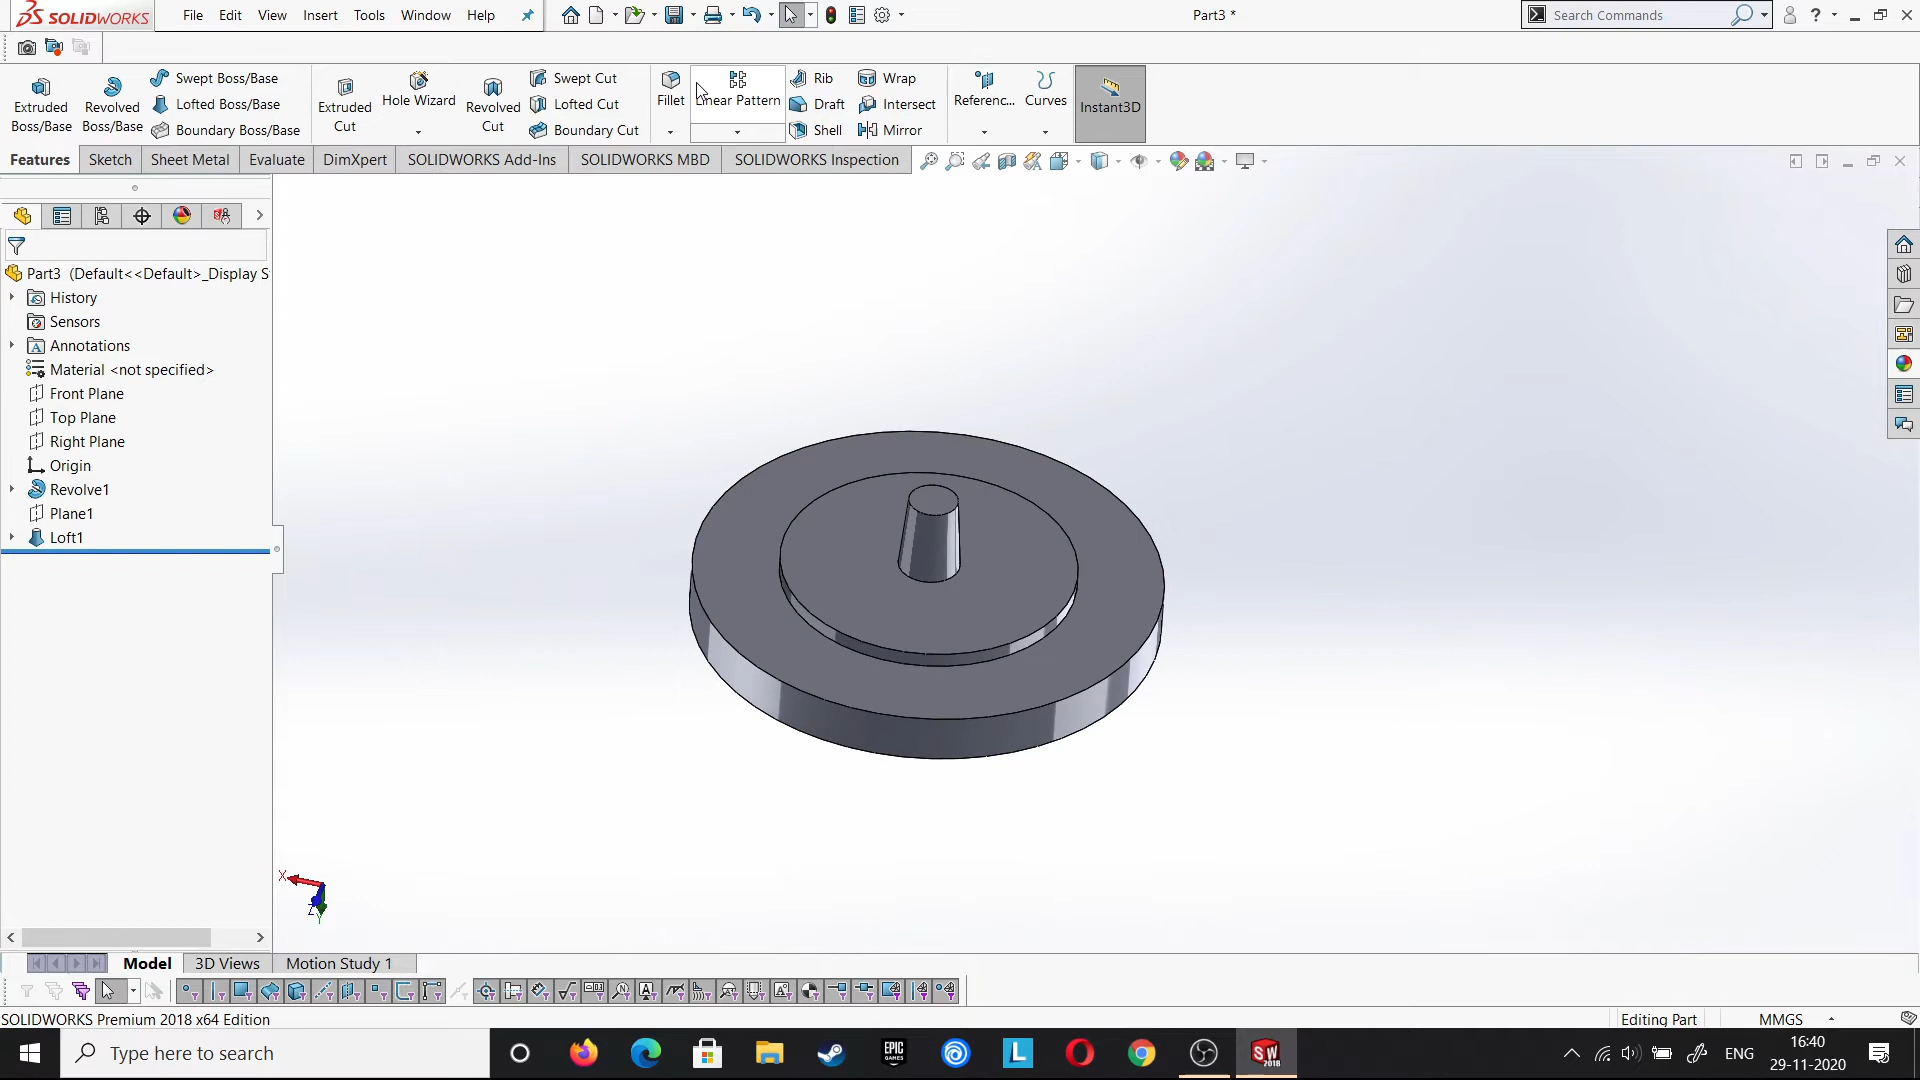 SOLIDWORKS File Edit View Insert Tools Window Help Part3 * Search Commands
Extruded Boss/Base
Revolved Boss/Base
Swept Boss/Base
Lofted Boss/Base
Boundary Boss/Base
Extruded Cut
Hole Wizard
Revolved Cut
Swept Cut
Lofted Cut
Boundary Cut
Fillet
Linear Pattern
Rib
Draft
Shell
Wrap
Intersect
Mirror
Referenc...
Curves
Instant3D
Features Sketch Sheet Metal Evaluate DimXpert SOLIDWORKS Add-Ins SOLIDWORKS MBD SOLIDWORKS Inspection
Part3 (Default<<Default>_Display S
History
Sensors
Annotations
Material <not specified>
Front Plane
Top Plane
Right Plane
Origin
Revolve1
Plane1
Loft1
X
Z
Y
Model 3D Views Motion Study 1
SOLIDWORKS Premium 2018 x64 Edition Editing Part MMGS
Type here to search
EPIC GAMES
L
SW 2018
ENG
16:40
29-11-2020